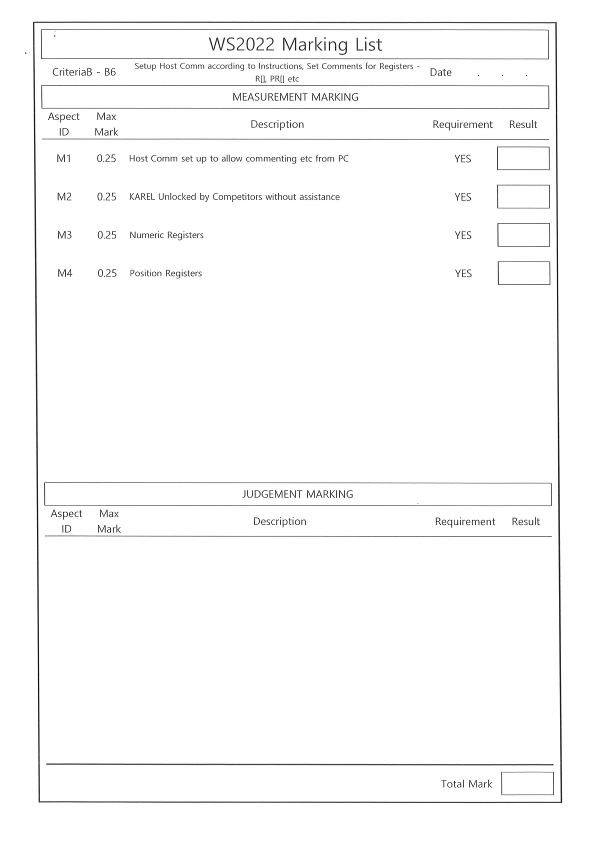 WS2022 Marking List
CriteriaB - B6
Setup Host Comm according to Instructions, Set Comments for Registers -
R[], PR[] etc
Date . . .
MEASUREMENT MARKING
Aspect ID Max Mark Description Requirement Result
M1 0.25 Host Comm set up to allow commenting etc from PC YES
M2 0.25 KAREL Unlocked by Competitors without assistance YES
M3 0.25 Numeric Registers YES
M4 0.25 Position Registers YES
JUDGEMENT MARKING
Aspect ID Max Mark Description Requirement Result
Total Mark